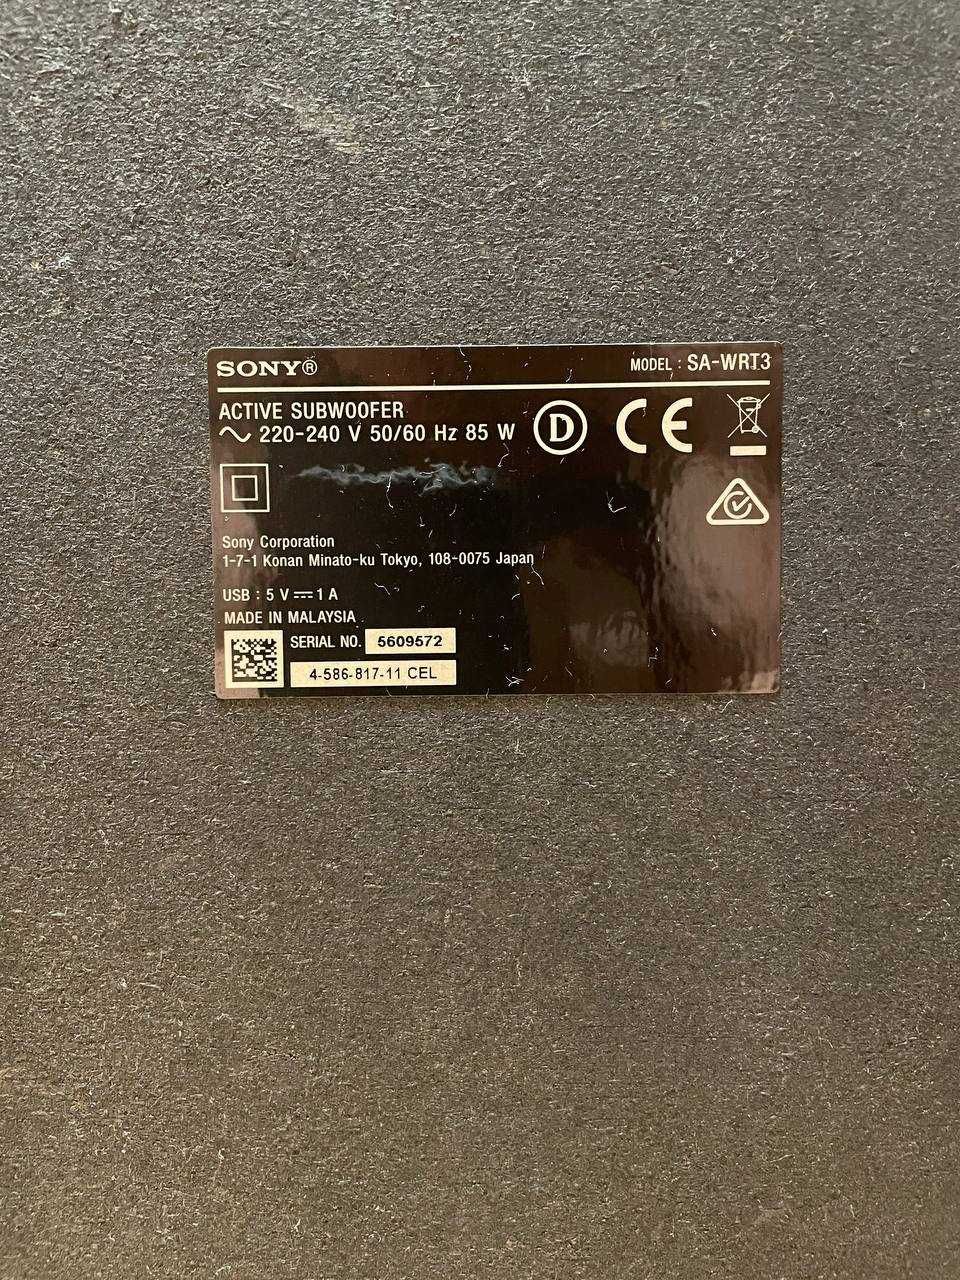 SONY®
MODEL : SA-WRT3
ACTIVE SUBWOOFER
～ 220-240 V 50/60 Hz 85 W
D
CE
Sony Corporation
1-7-1 Konan Minato-ku Tokyo, 108-0075 Japan
USB : 5 V ⎓ 1 A
MADE IN MALAYSIA
SERIAL NO. 5609572
4-586-817-11 CEL